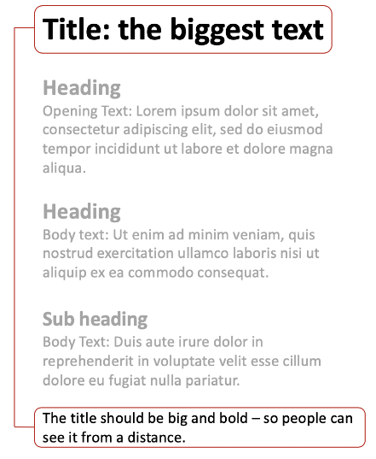 Title: the biggest text
Heading
Opening Text: Lorem ipsum dolor sit amet,
consectetur adipiscing elit, sed do eiusmod
tempor incididunt ut labore et dolore magna
aliqua.
Heading
Body text: Ut enim ad minim veniam, quis
nostrud exercitation ullamco laboris nisi ut
aliquip ex ea commodo consequat.
Sub heading
Body Text: Duis aute irure dolor in
reprehenderit in voluptate velit esse cillum
dolore eu fugiat nulla pariatur.
The title should be big and bold – so people can
see it from a distance.